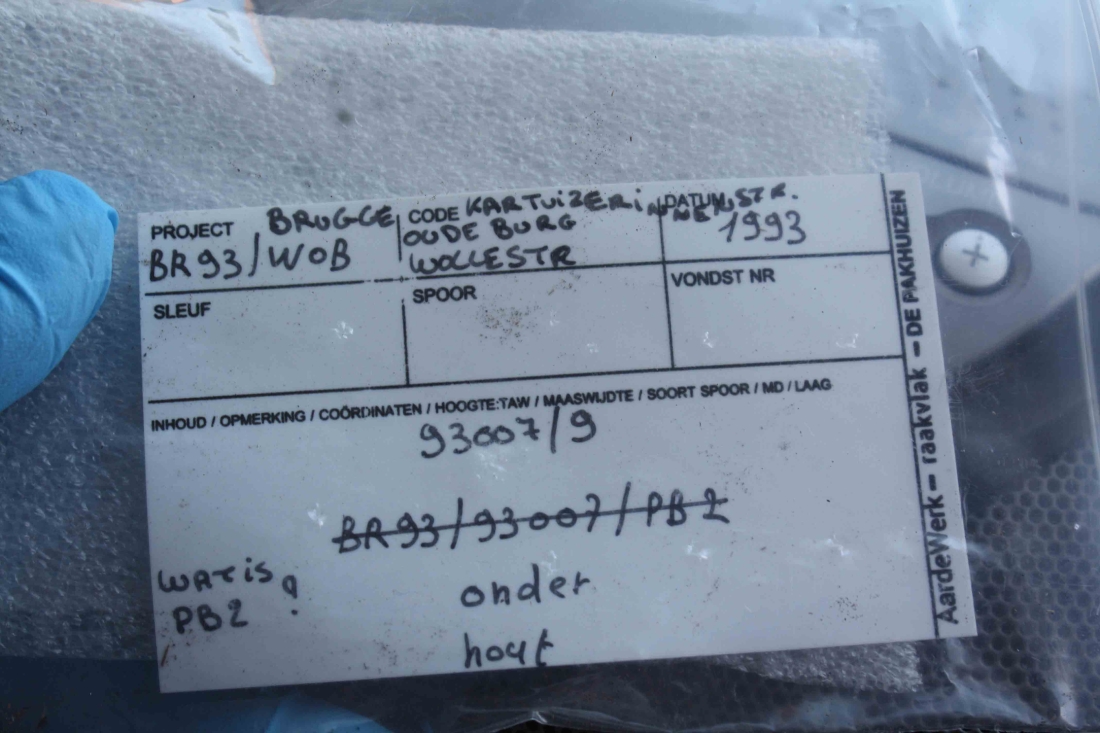 PROJECT BRUGGE
BR93/WOB
CODE KARTUIZERINNENSTR.
OUDE BURG
WOLLESTR
DATUM
1993
SLEUF
SPOOR
VONDST NR
INHOUD / OPMERKING / COÖRDINATEN / HOOGTE:TAW / MAASWIJDTE / SOORT SPOOR / MD / LAAG
93007/9
BR93/93007/PB2
WAT is
PB2 ?
onder
hout
AardeWerk – raakvlak – DE PAKHUIZEN